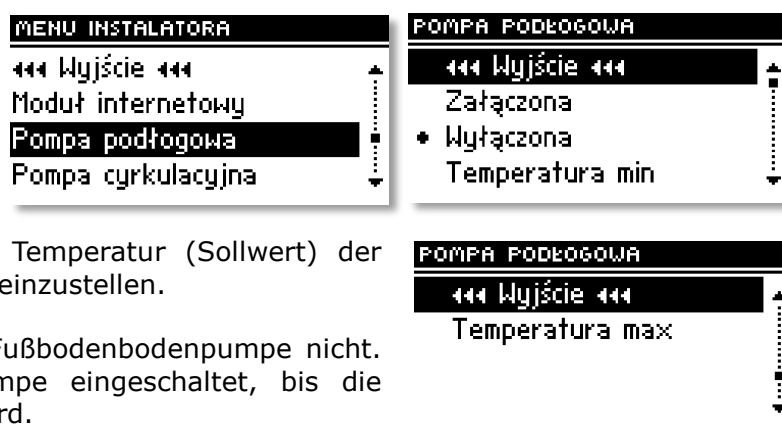 MENU INSTALATORA
Wyjście
Moduł internetowy
Pompa podłogowa
Pompa cyrkulacyjna
POMPA PODŁOGOWA
Wyjście
Załączona
Wyłączona
Temperatura min
Temperatur (Sollwert) der
einzustellen.
Fußbodenbodenpumpe nicht.
mpe eingeschaltet, bis die
rd.
POMPA PODŁOGOWA
Wyjście
Temperatura max